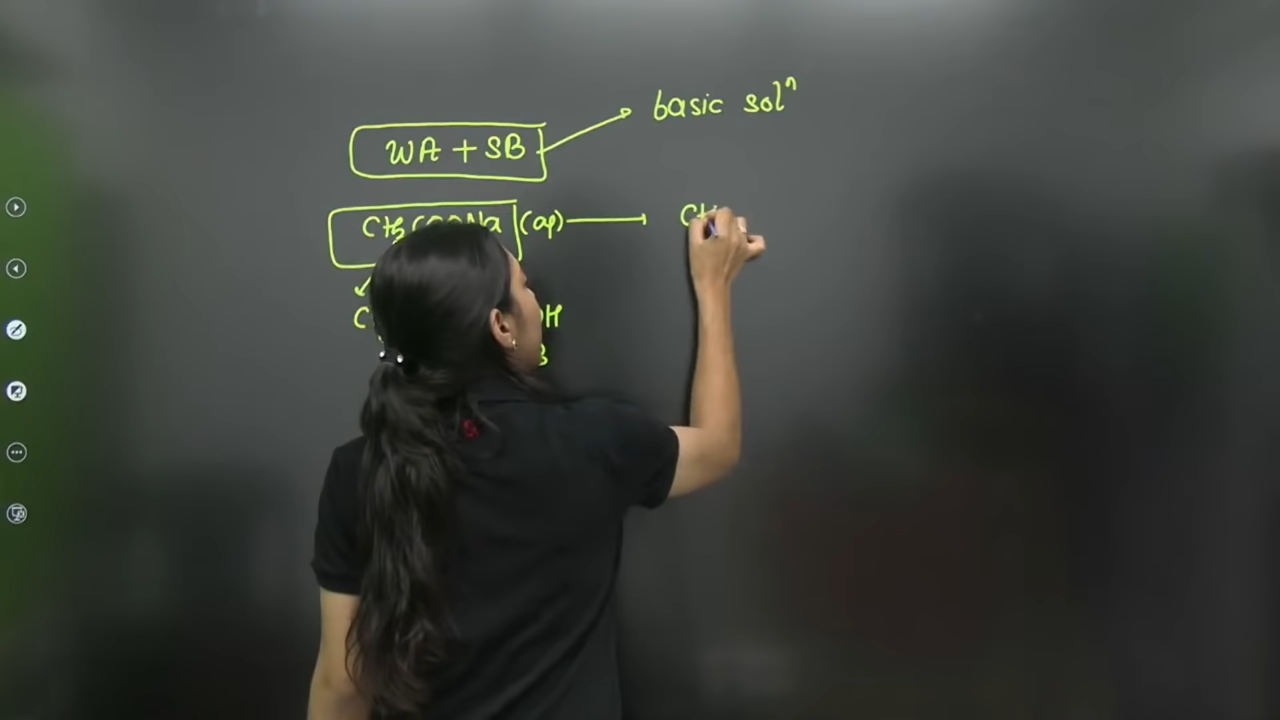 WA + SB → basic solⁿ
CH₃COONa (aq) → CH
C OH
B